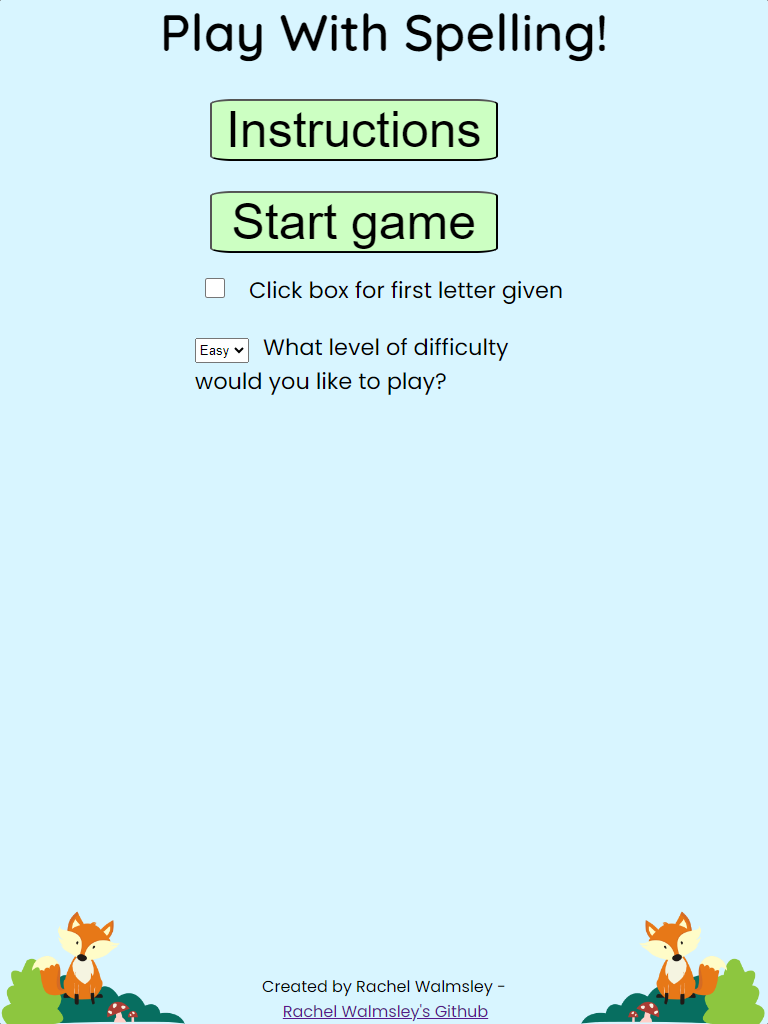 Play With Spelling!
Instructions
Start game
Click box for first letter given
Easy What level of difficulty
would you like to play?
Created by Rachel Walmsley -
Rachel Walmsley's Github